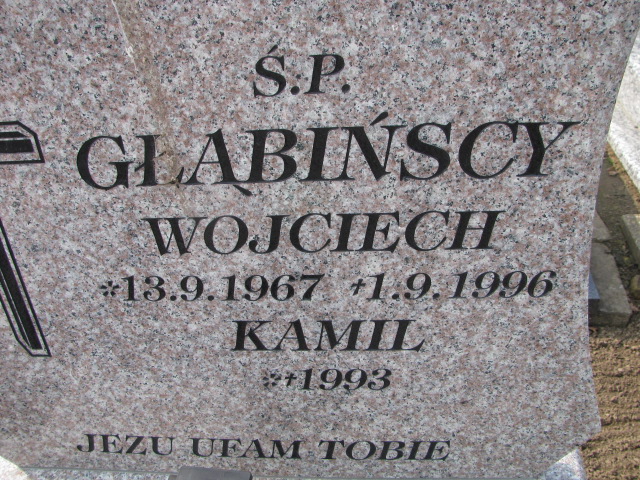 Ś.P.
GŁĄBIŃSCY
WOJCIECH
*13.9.1967 †1.9.1996
KAMIL
*†1993
JEZU UFAM TOBIE